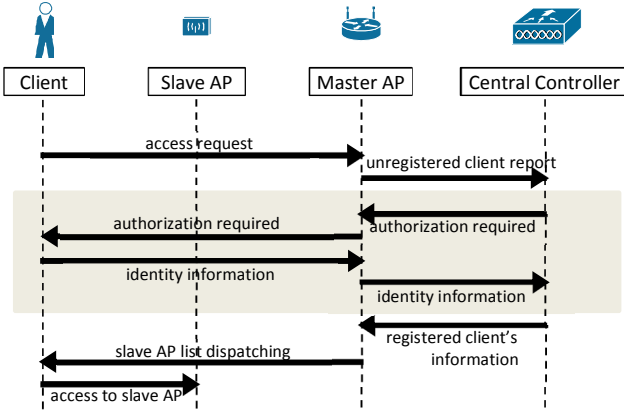 Client
Slave AP
Master AP
Central Controller
access request
unregistered client report
authorization required
authorization required
identity information
identity information
registered client's
information
slave AP list dispatching
access to slave AP